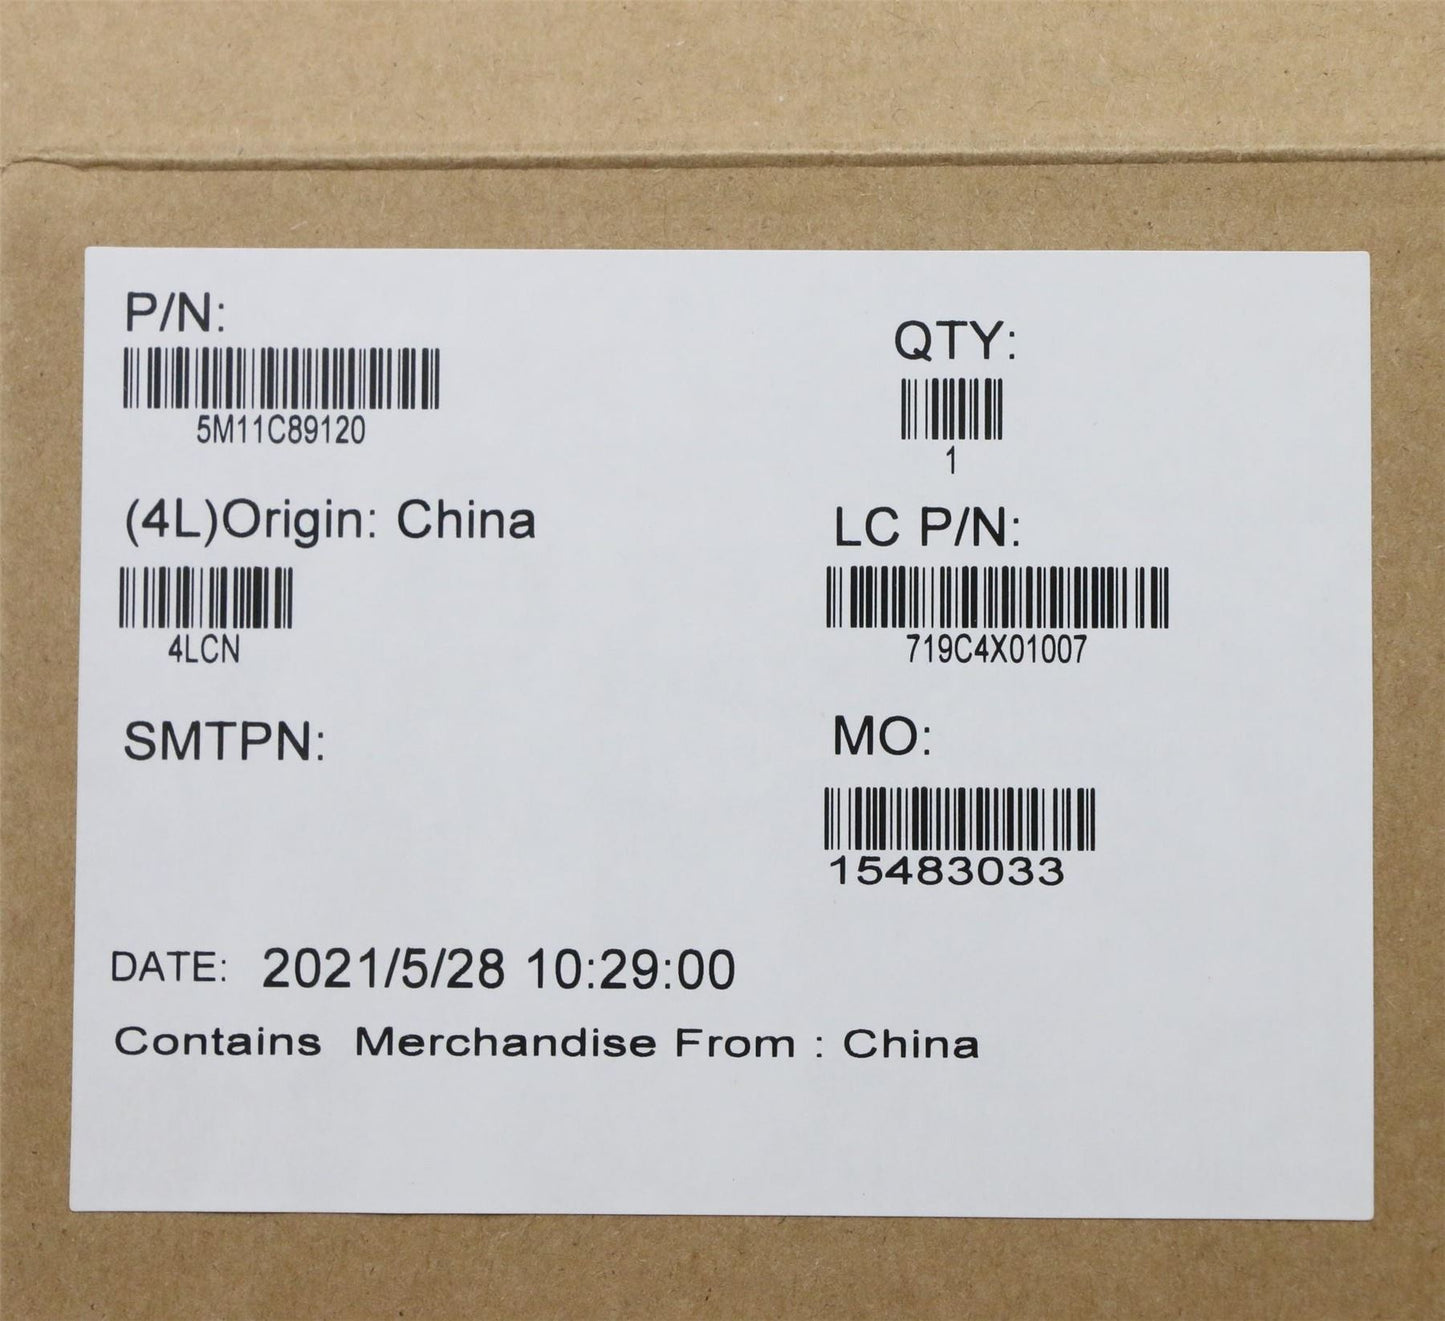 P/N:
5M11C89120
QTY:
1
(4L)Origin: China
4LCN
LC P/N:
719C4X01007
SMTPN:
MO:
15483033
DATE: 2021/5/28 10:29:00
Contains Merchandise From : China